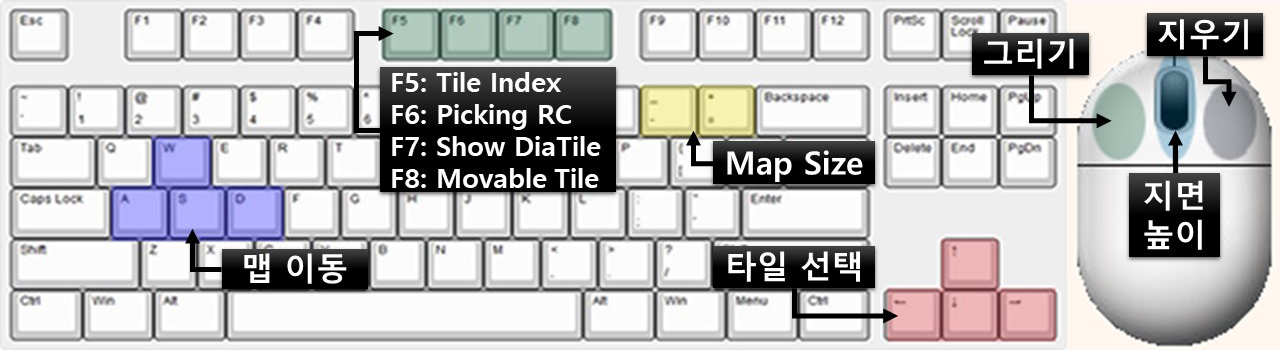 Esc F1 F2 F3 F4 F5 F6 F7 F8 F9 F10 F11 F12 PrtSc Scroll Lock Pause
그리기
지우기
F5: Tile Index
F6: Picking RC
F7: Show DiaTile
F8: Movable Tile
~ ! @ # $ % ^ - + Backspace Insert Home PgUp
` 1 2 3 4 5 6 - =
Tab Q W E R T P { Delete End PgDn
[
Map Size
Caps Lock A S D F G H J K L : " Enter
; '
지면
높이
Shift Z X C V B N M < > ? Shift ↑
, . /
맵 이동
타일 선택
Ctrl Win Alt Alt Win Menu Ctrl ← ↓ →